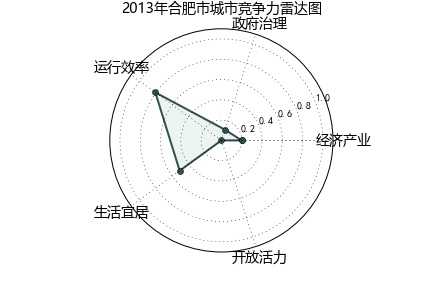 2013年合肥市城市竞争力雷达图
政府治理
运行效率
1.0
0.8
0.6
0.4
0.2
经济产业
生活宜居
开放活力